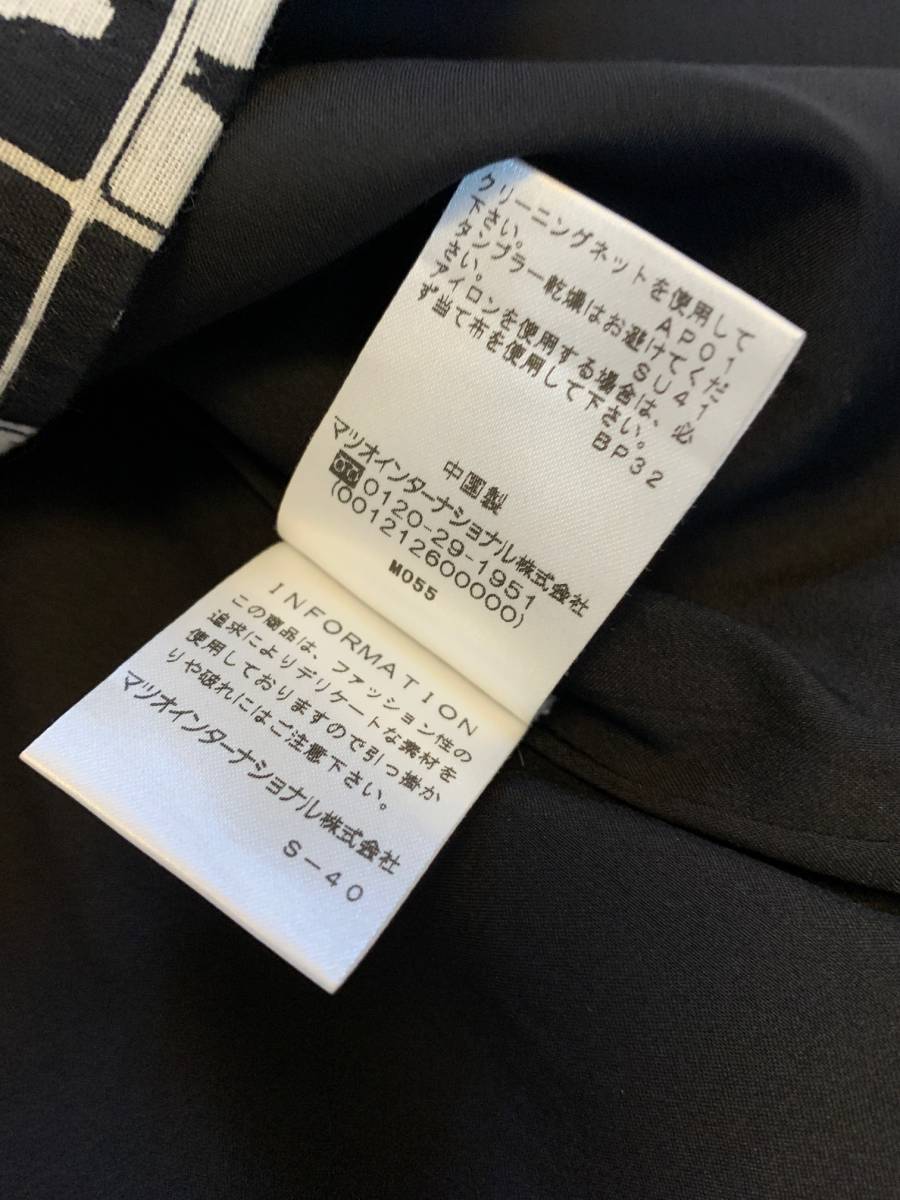 クリーニングネットを使用して
下さい。 AP01
タンブラー乾燥はお避けくだ
さい。 SU41
アイロンを使用する場合は、必
ず当て布を使用して下さい。
BP32
中国製
マツオインターナショナル株式会社
0120-29-1951
(001212600000)
M055
INFORMATION
この商品は、ファッション性の
追求によりデリケートな素材を
使用しておりますので引っ掛か
りや破れにはご注意下さい。
マツオインターナショナル株式会社
S-40